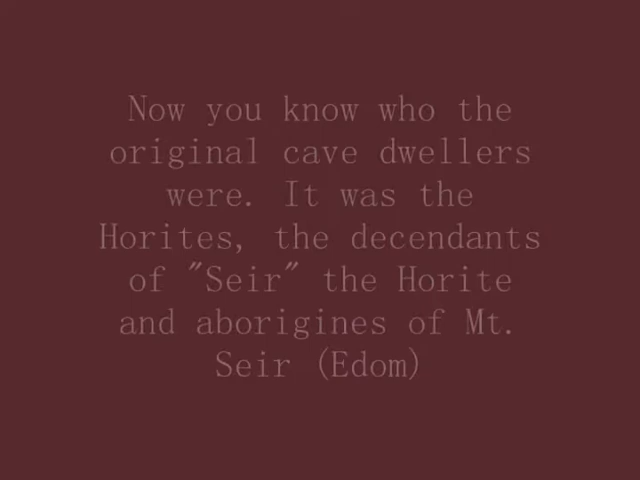 Now you know who the
original cave dwellers
were. It was the
Horites, the decendants
of "Seir" the Horite
and aborigines of Mt.
Seir (Edom)